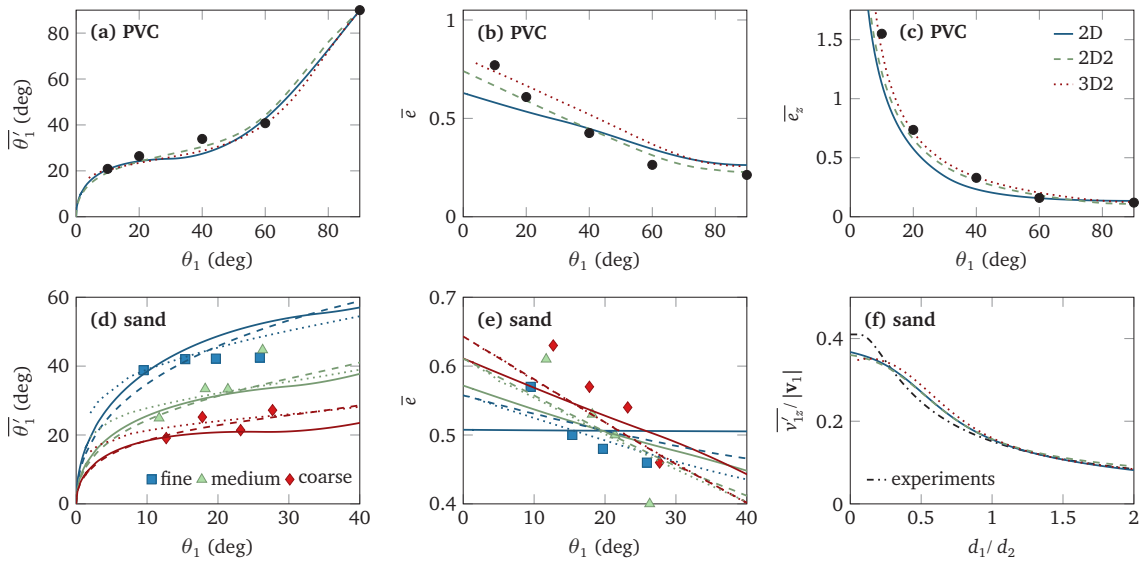 (a) PVC
80
60
40
20
0
0 20 40 60 80
θ₁ (deg)
θ₁′ (deg)
(b) PVC
1
0.5
0
0 20 40 60 80
θ₁ (deg)
e
(c) PVC
2D
2D2
3D2
1.5
1
0.5
0
0 20 40 60 80
θ₁ (deg)
e_z
(d) sand
60
40
20
0
fine medium coarse
0 10 20 30 40
θ₁ (deg)
θ₁′ (deg)
(e) sand
0.7
0.6
0.5
0.4
0 10 20 30 40
θ₁ (deg)
e
(f) sand
0.4
0.2
0
experiments
0 0.5 1 1.5 2
d₁/ d₂
v′₁z/ |v₁|